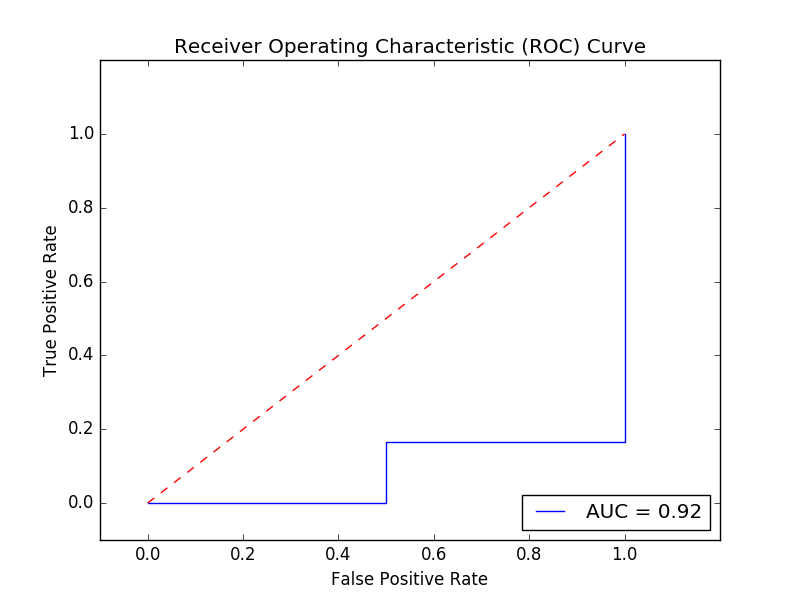 Receiver Operating Characteristic (ROC) Curve
True Positive Rate
1.0
0.8
0.6
0.4
0.2
0.0
AUC = 0.92
0.0 0.2 0.4 0.6 0.8 1.0
False Positive Rate